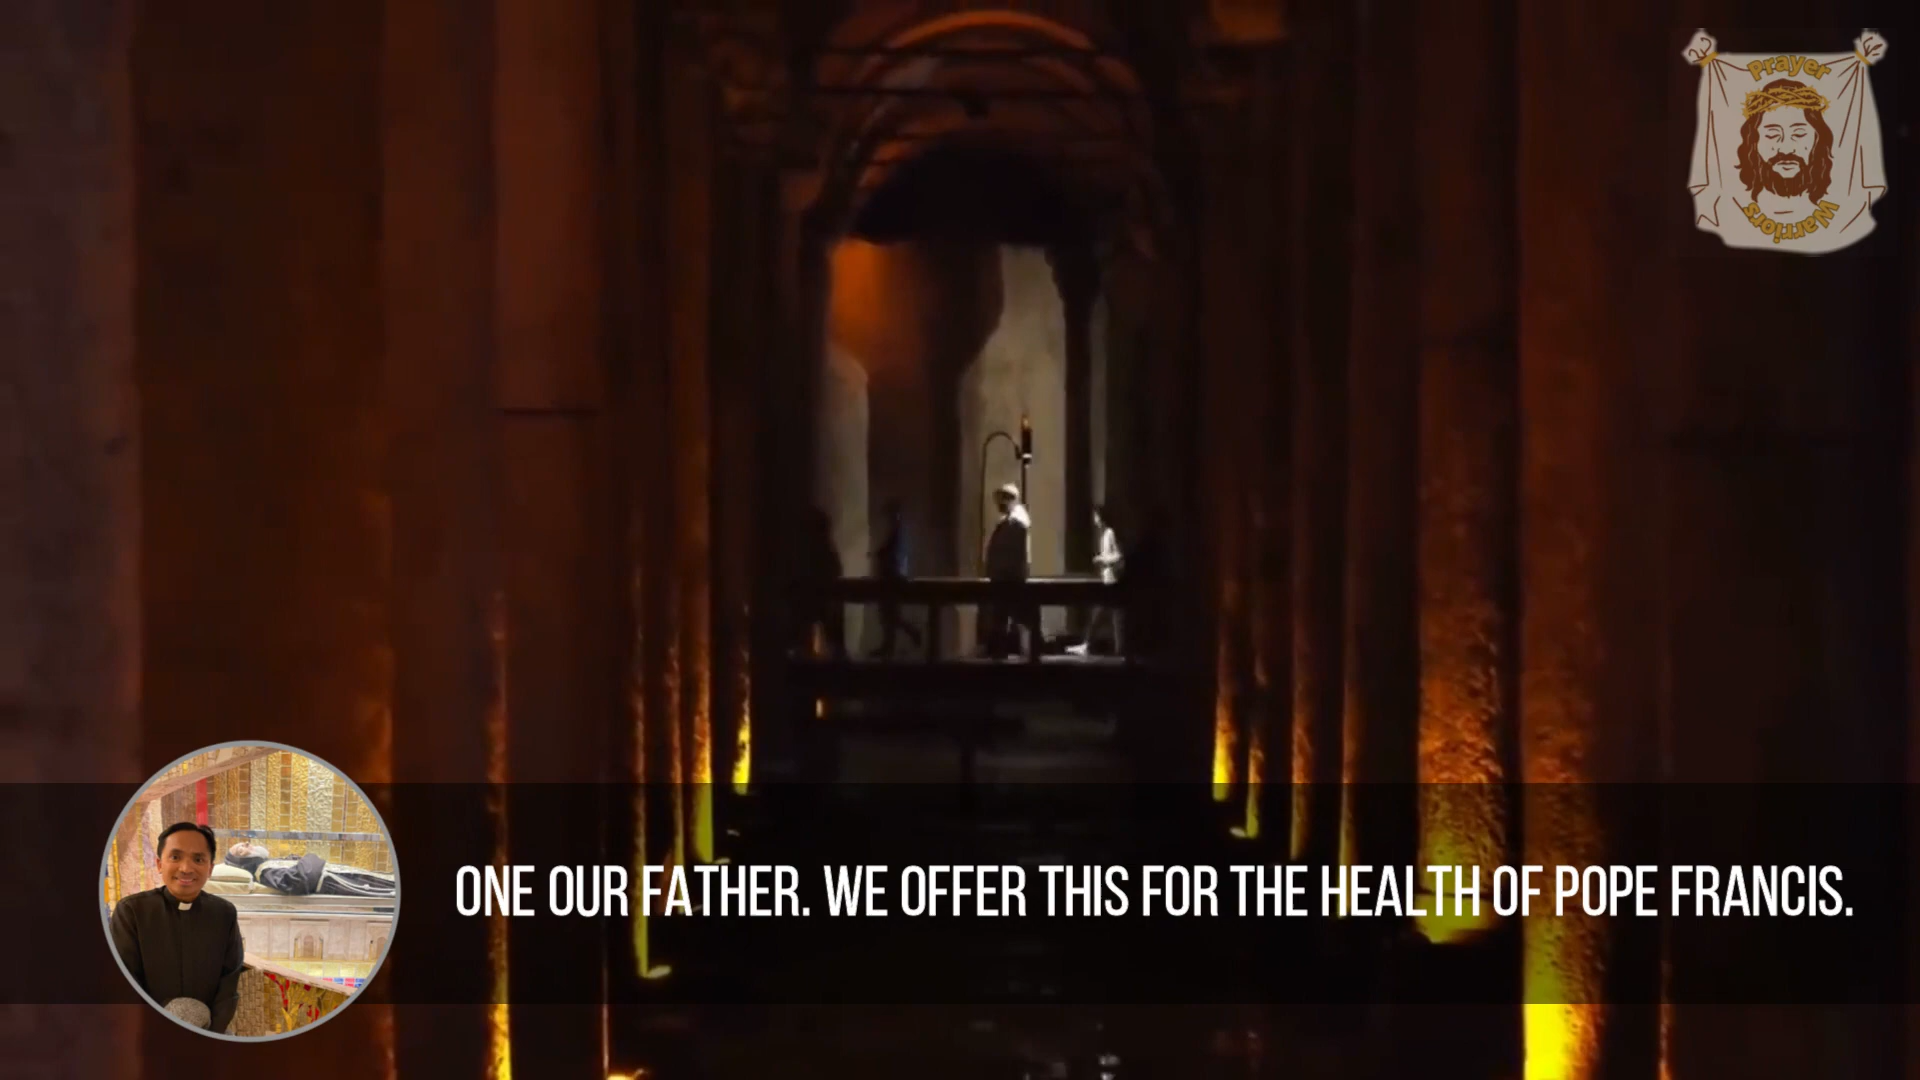 Prayer
Warriors
ONE OUR FATHER. WE OFFER THIS FOR THE HEALTH OF POPE FRANCIS.